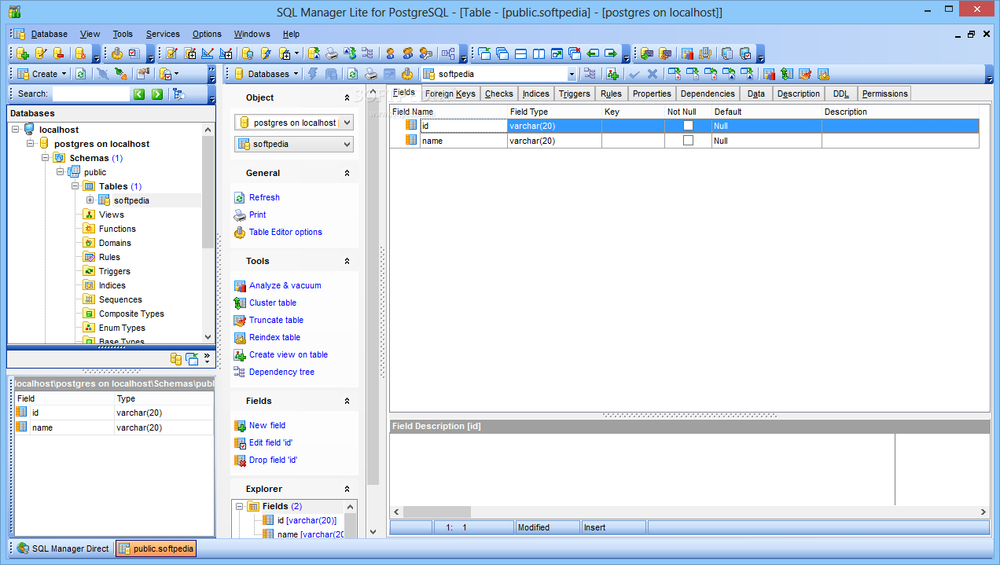 SQL Manager Lite for PostgreSQL - [Table - [public.softpedia] - [postgres on localhost]]
Database View Tools Services Options Windows Help
Create Databases softpedia
Search:
Databases
localhost
postgres on localhost
Schemas (1)
public
Tables (1)
softpedia
Views
Functions
Domains
Rules
Triggers
Indices
Sequences
Composite Types
Enum Types
Base Types
localhost\postgres on localhost\Schemas\publ
Field Type
id varchar(20)
name varchar(20)
Object
postgres on localhost
softpedia
General
Refresh
Print
Table Editor options
Tools
Analyze & vacuum
Cluster table
Truncate table
Reindex table
Create view on table
Dependency tree
Fields
New field
Edit field 'id'
Drop field 'id'
Explorer
Fields (2)
id [varchar(20)]
name [varchar(20
SOFTPEDIA
Fields Foreign Keys Checks Indices Triggers Rules Properties Dependencies Data Description DDL Permissions
Field Name Field Type Key Not Null Default Description
id varchar(20) Null
name varchar(20) Null
Field Description [id]
1: 1 Modified Insert
SQL Manager Direct public.softpedia